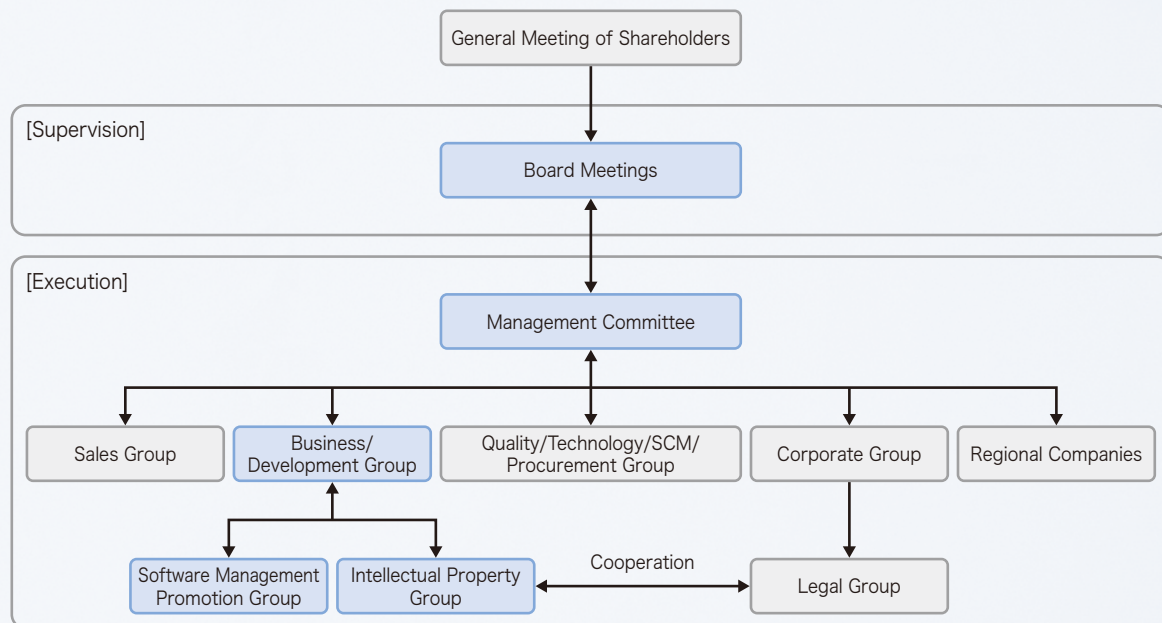 General Meeting of Shareholders
[Supervision]
Board Meetings
[Execution]
Management Committee
Sales Group
Business/
Development Group
Quality/Technology/SCM/
Procurement Group
Corporate Group
Regional Companies
Software Management
Promotion Group
Intellectual Property
Group
Cooperation
Legal Group